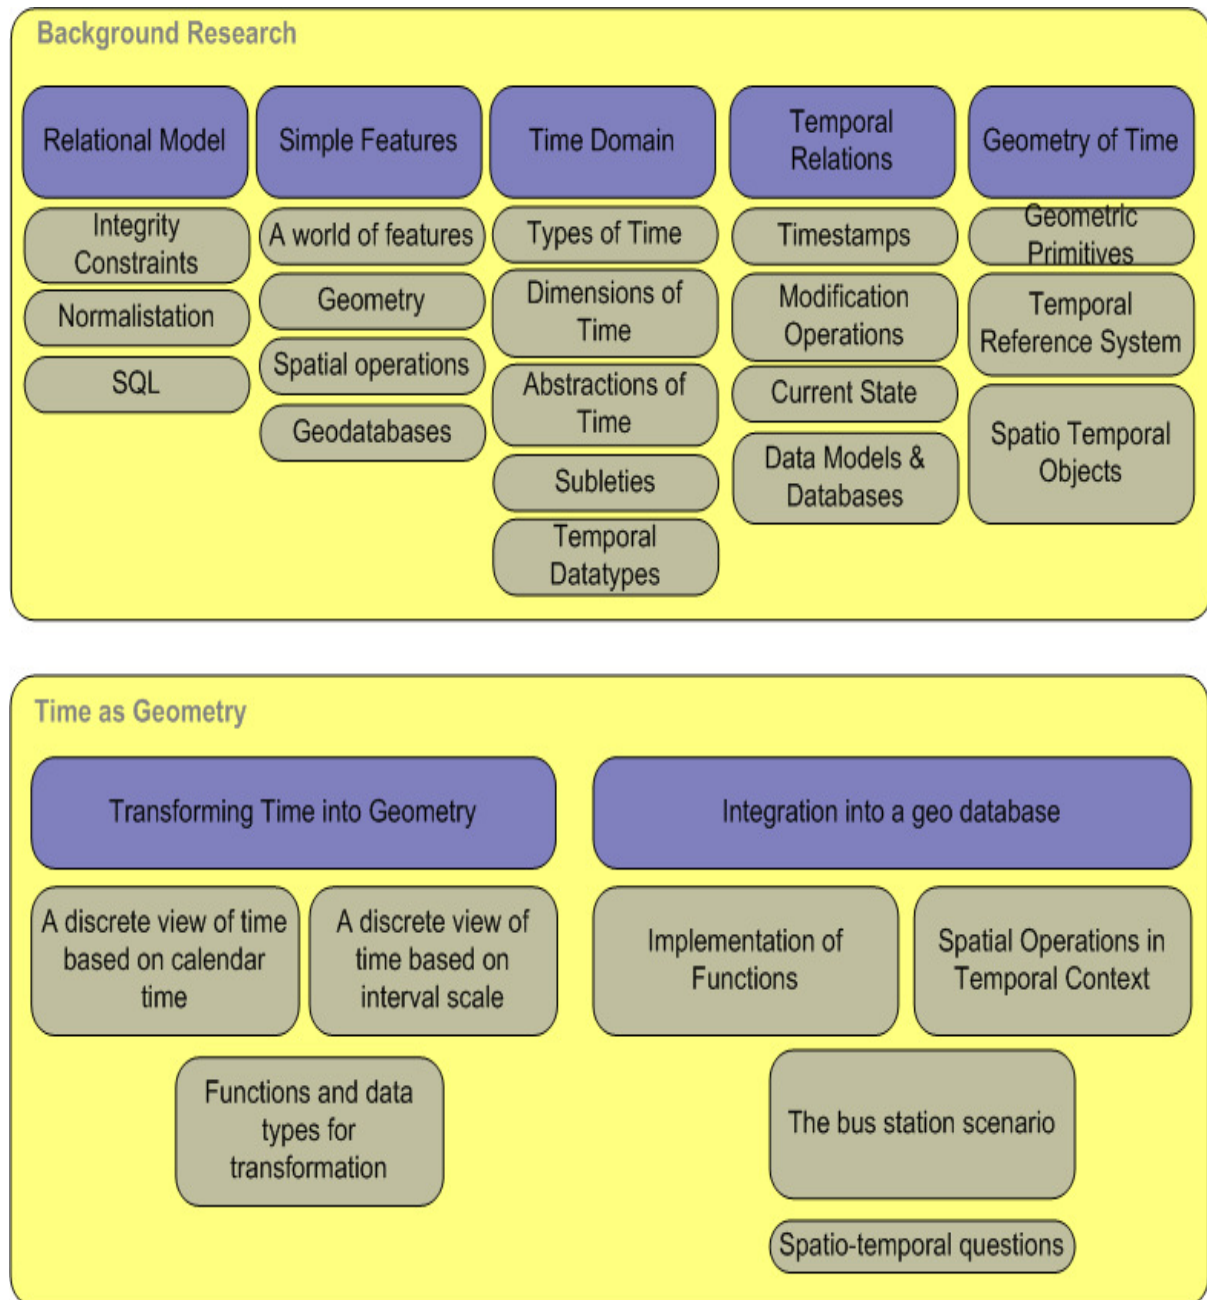 Background Research
Relational Model
Integrity
Constraints
Normalistation
SQL
Simple Features
A world of features
Geometry
Spatial operations
Geodatabases
Time Domain
Types of Time
Dimensions of
Time
Abstractions of
Time
Subleties
Temporal
Datatypes
Temporal
Relations
Timestamps
Modification
Operations
Current State
Data Models &
Databases
Geometry of Time
Geometric
Primitives
Temporal
Reference System
Spatio Temporal
Objects
Time as Geometry
Transforming Time into Geometry
A discrete view of time
based on calendar
time
A discrete view of
time based on
interval scale
Functions and data
types for
transformation
Integration into a geo database
Implementation of
Functions
Spatial Operations in
Temporal Context
The bus station scenario
Spatio-temporal questions